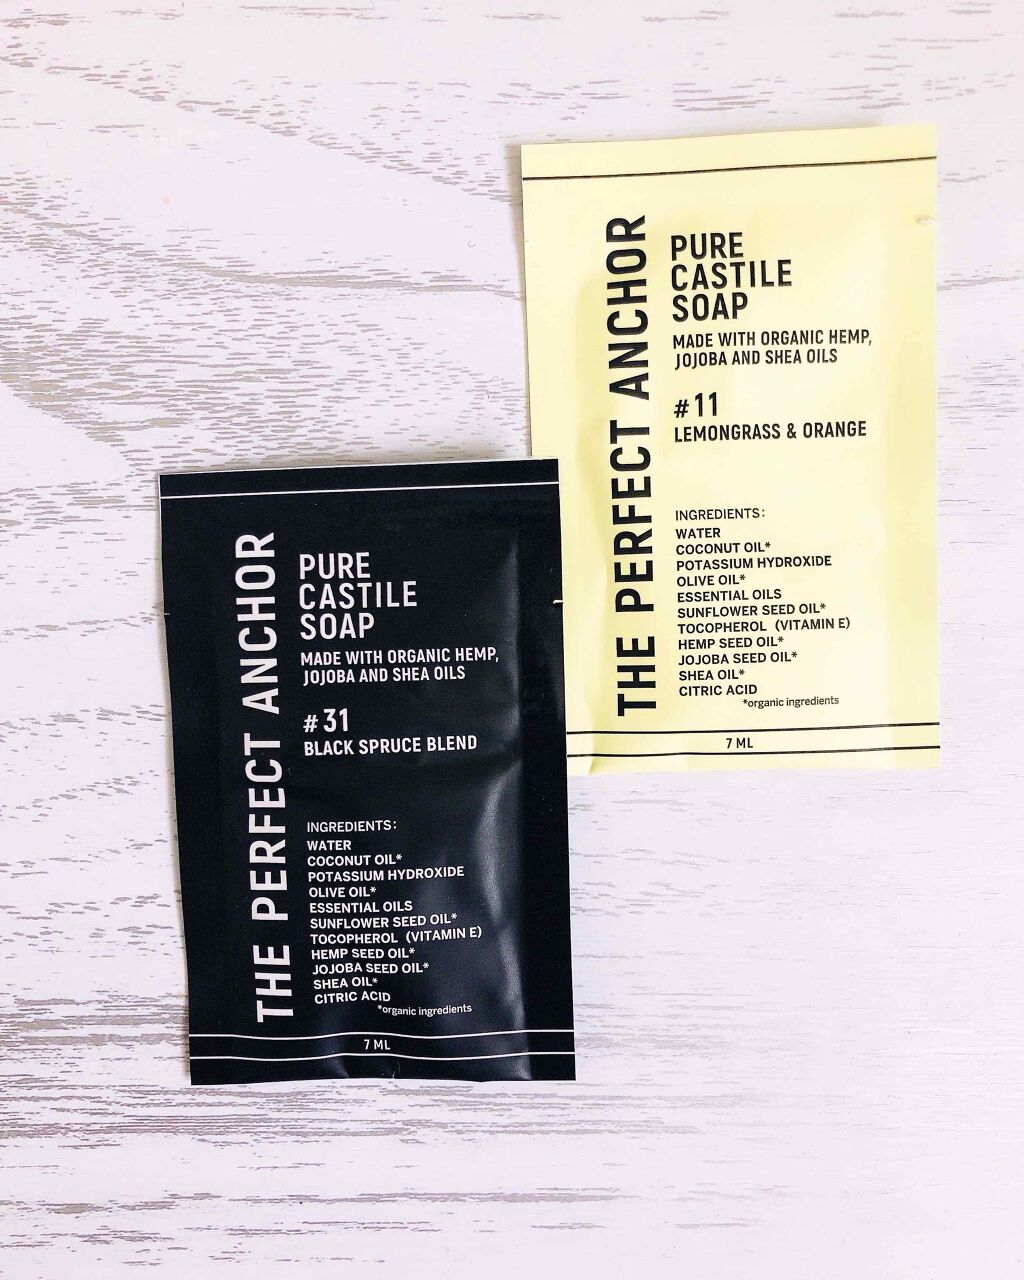 THE PERFECT ANCHOR
PURE
CASTILE
SOAP
MADE WITH ORGANIC HEMP,
JOJOBA AND SHEA OILS
#11
LEMONGRASS & ORANGE
INGREDIENTS:
WATER
COCONUT OIL*
POTASSIUM HYDROXIDE
OLIVE OIL*
ESSENTIAL OILS
SUNFLOWER SEED OIL*
TOCOPHEROL (VITAMIN E)
HEMP SEED OIL*
JOJOBA SEED OIL*
SHEA OIL*
CITRIC ACID
*organic ingredients
7 ML
THE PERFECT ANCHOR
PURE
CASTILE
SOAP
MADE WITH ORGANIC HEMP,
JOJOBA AND SHEA OILS
#31
BLACK SPRUCE BLEND
INGREDIENTS:
WATER
COCONUT OIL*
POTASSIUM HYDROXIDE
OLIVE OIL*
ESSENTIAL OILS
SUNFLOWER SEED OIL*
TOCOPHEROL (VITAMIN E)
HEMP SEED OIL*
JOJOBA SEED OIL*
SHEA OIL*
CITRIC ACID
*organic ingredients
7 ML